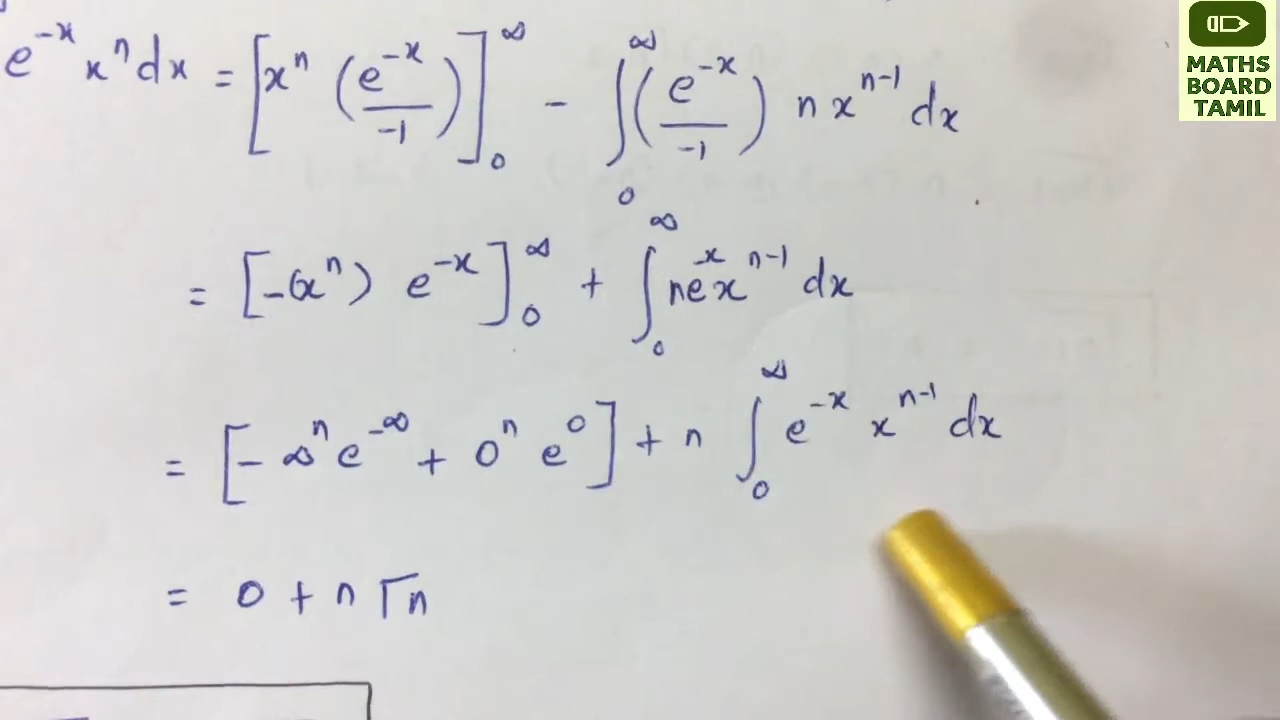 e^{-x} x^n dx = [x^n (e^{-x}/-1)]_0^∞ - ∫_0^∞ (e^{-x}/-1) n x^{n-1} dx
= [-(x^n) e^{-x}]_0^∞ + ∫_0^∞ n e^{-x} x^{n-1} dx
= [-∞^n e^{-∞} + 0^n e^0] + n ∫_0^∞ e^{-x} x^{n-1} dx
= 0 + n Γn
MATHS
BOARD
TAMIL